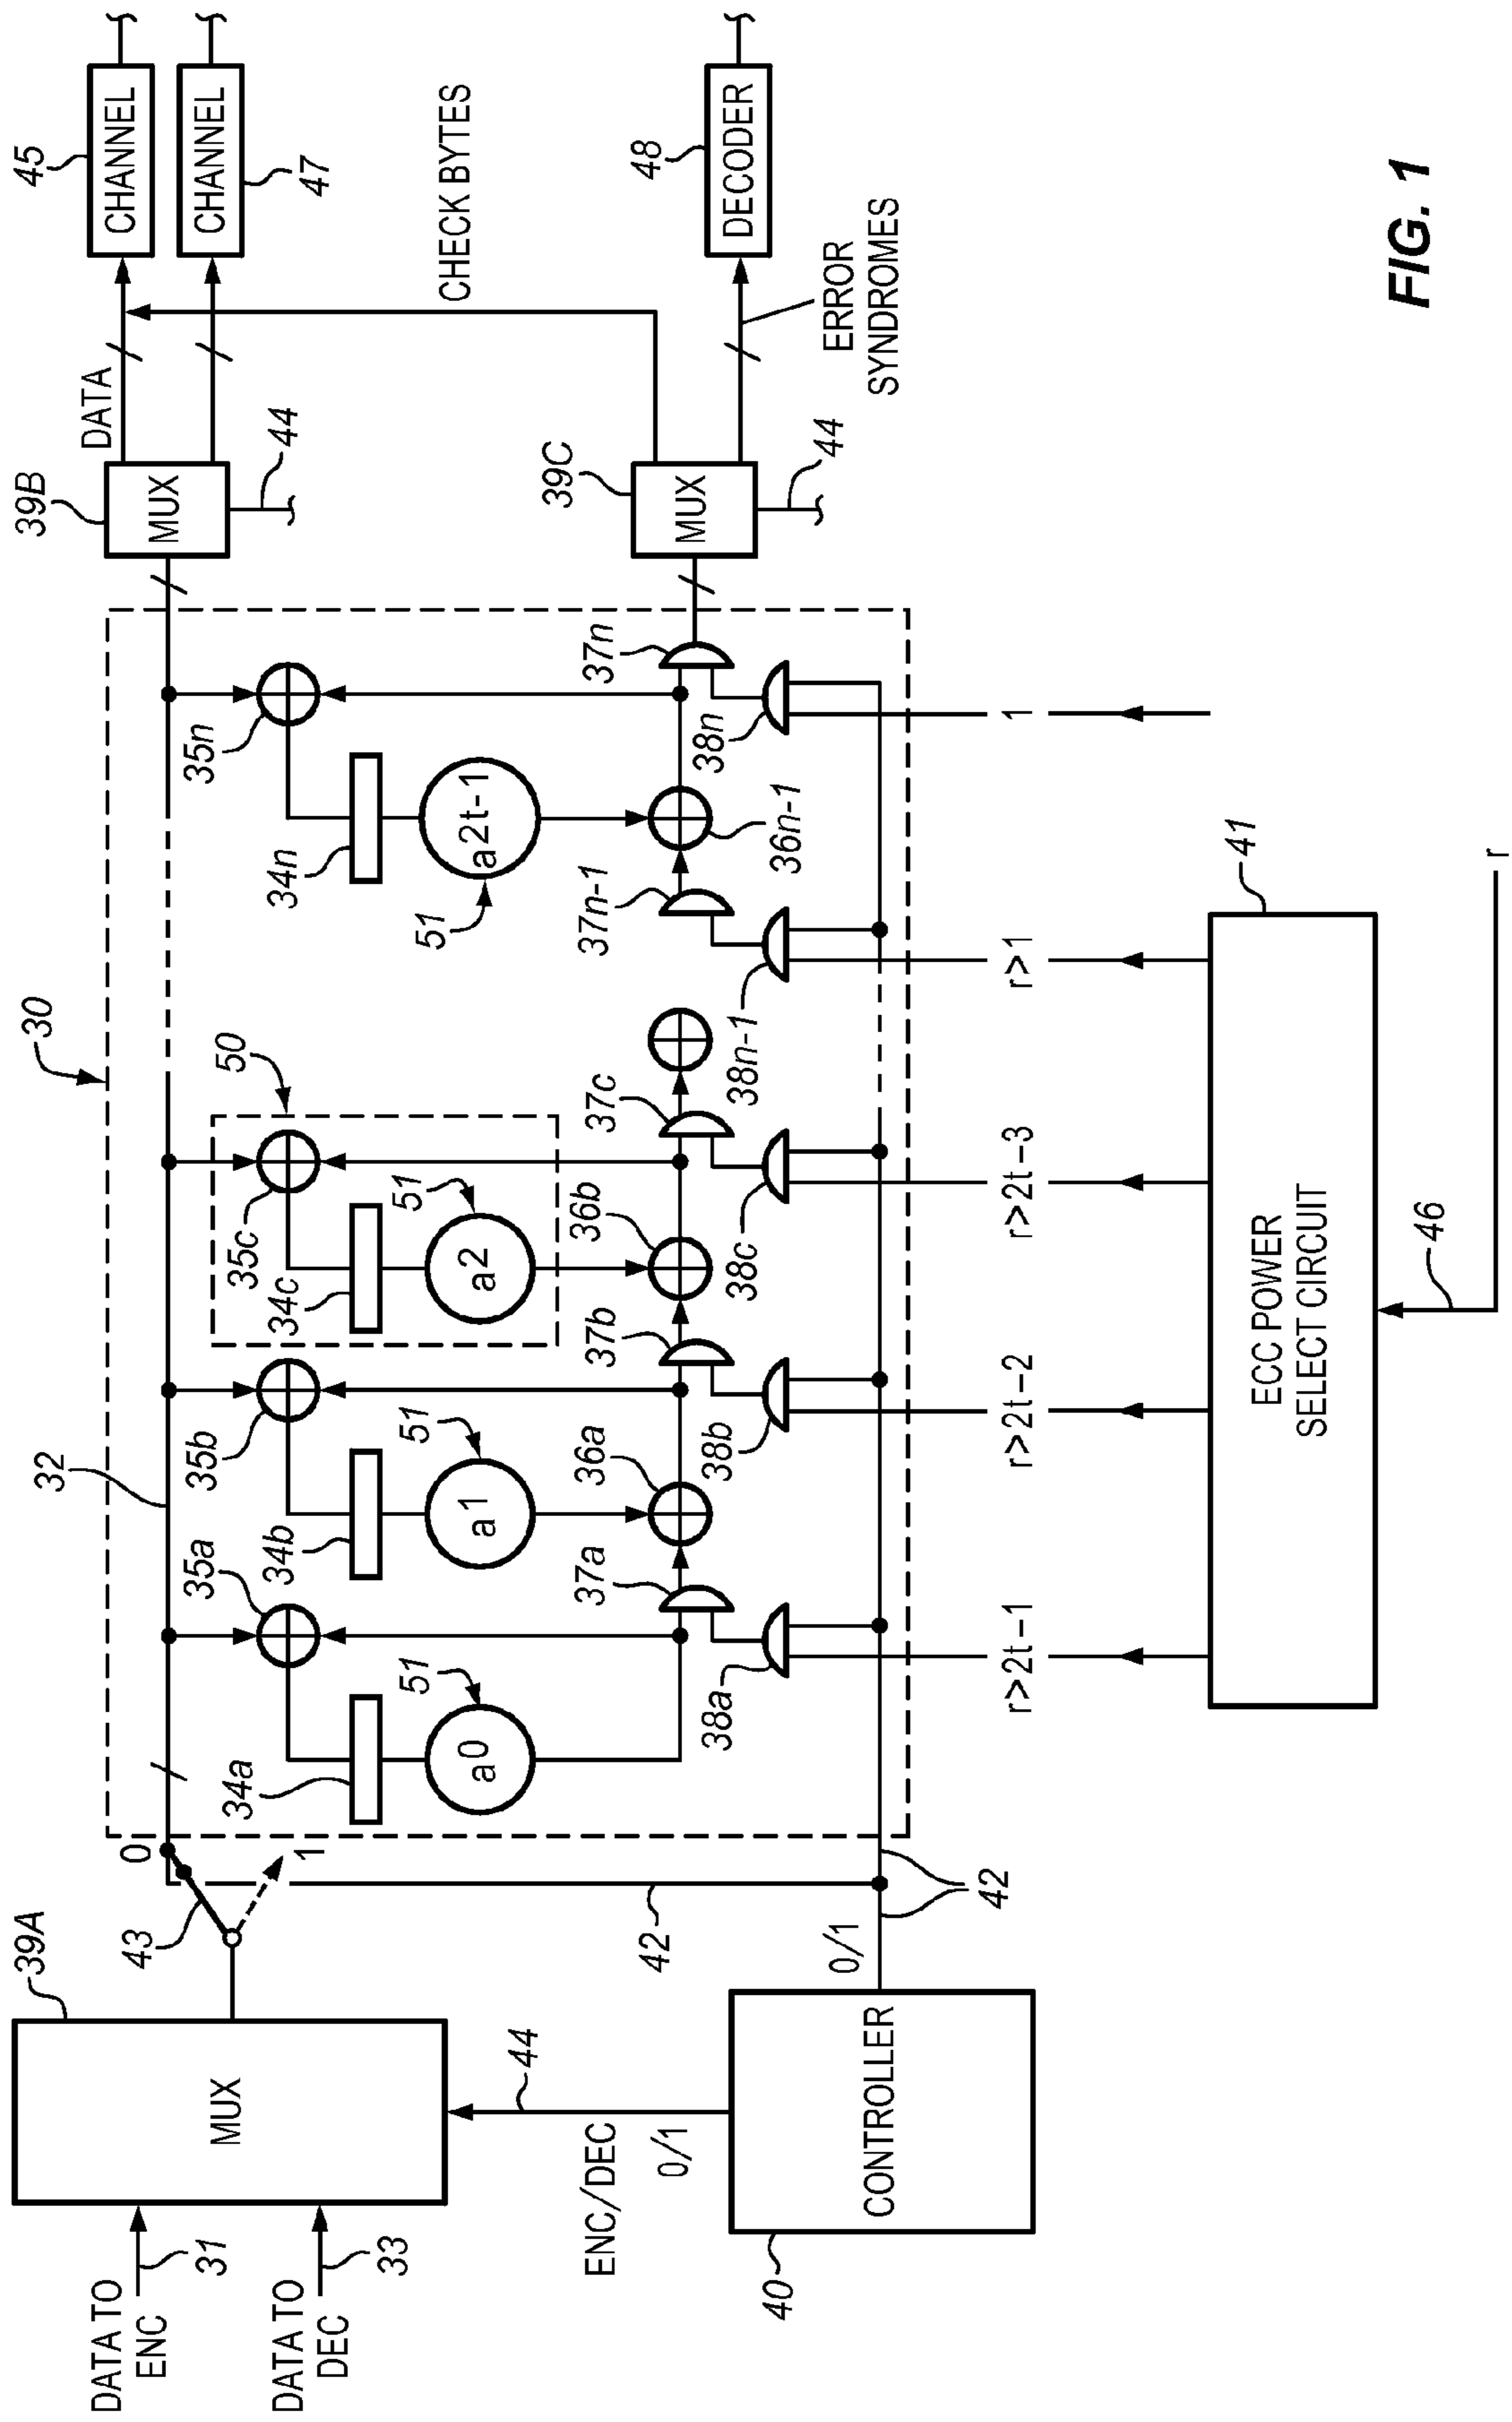 DATA TO
ENC
31
DATA TO
DEC
33
39A
MUX
ENC/DEC
0/1
44
40
CONTROLLER
43
0
1
42
0/1
42
30
32
34a
35a
51
a0
37a
38a
34b
35b
51
a1
36a
37b
38b
50
34c
35c
51
a2
36b
37c
38c
34n
35n
51
a2t-1
37n-1
38n-1
36n-1
37n
38n
r>2t-1
r>2t-2
r>2t-3
r>1
1
ECC POWER
SELECT CIRCUIT
41
46
r
39B
MUX
44
DATA
45
CHANNEL
CHANNEL
47
CHECK BYTES
39C
MUX
44
48
DECODER
ERROR
SYNDROMES
FIG. 1